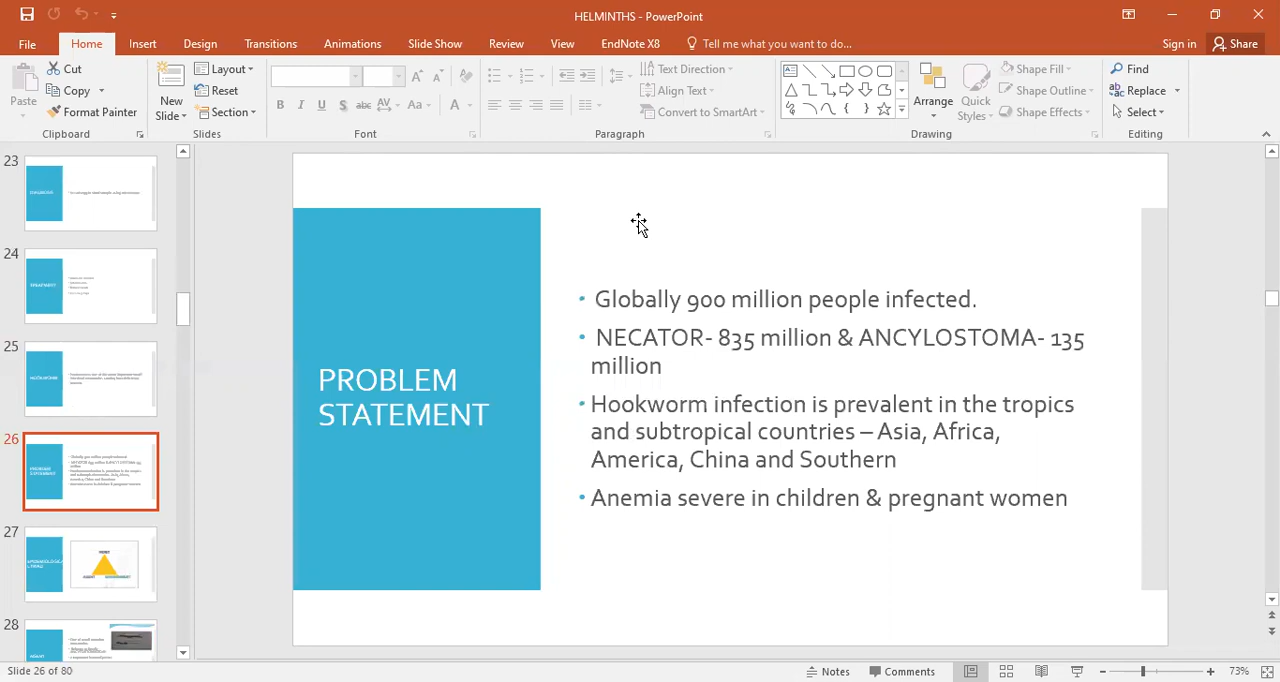 HELMINTHS - PowerPoint
File Home Insert Design Transitions Animations Slide Show Review View EndNote X8 Tell me what you want to do... Sign in Share
Paste Cut Copy Format Painter Clipboard
New Slide Layout Reset Section Slides
B I U S abc AV Aa A Font
Text Direction Align Text Convert to SmartArt Paragraph
Arrange Quick Styles Shape Fill Shape Outline Shape Effects Drawing
Find Replace Select Editing
23
24
25
26
27
28
PROBLEM
STATEMENT
• Globally 900 million people infected.
• NECATOR- 835 million & ANCYLOSTOMA- 135
million
• Hookworm infection is prevalent in the tropics
and subtropical countries – Asia, Africa,
America, China and Southern
• Anemia severe in children & pregnant women
Slide 26 of 80 Notes Comments 73%